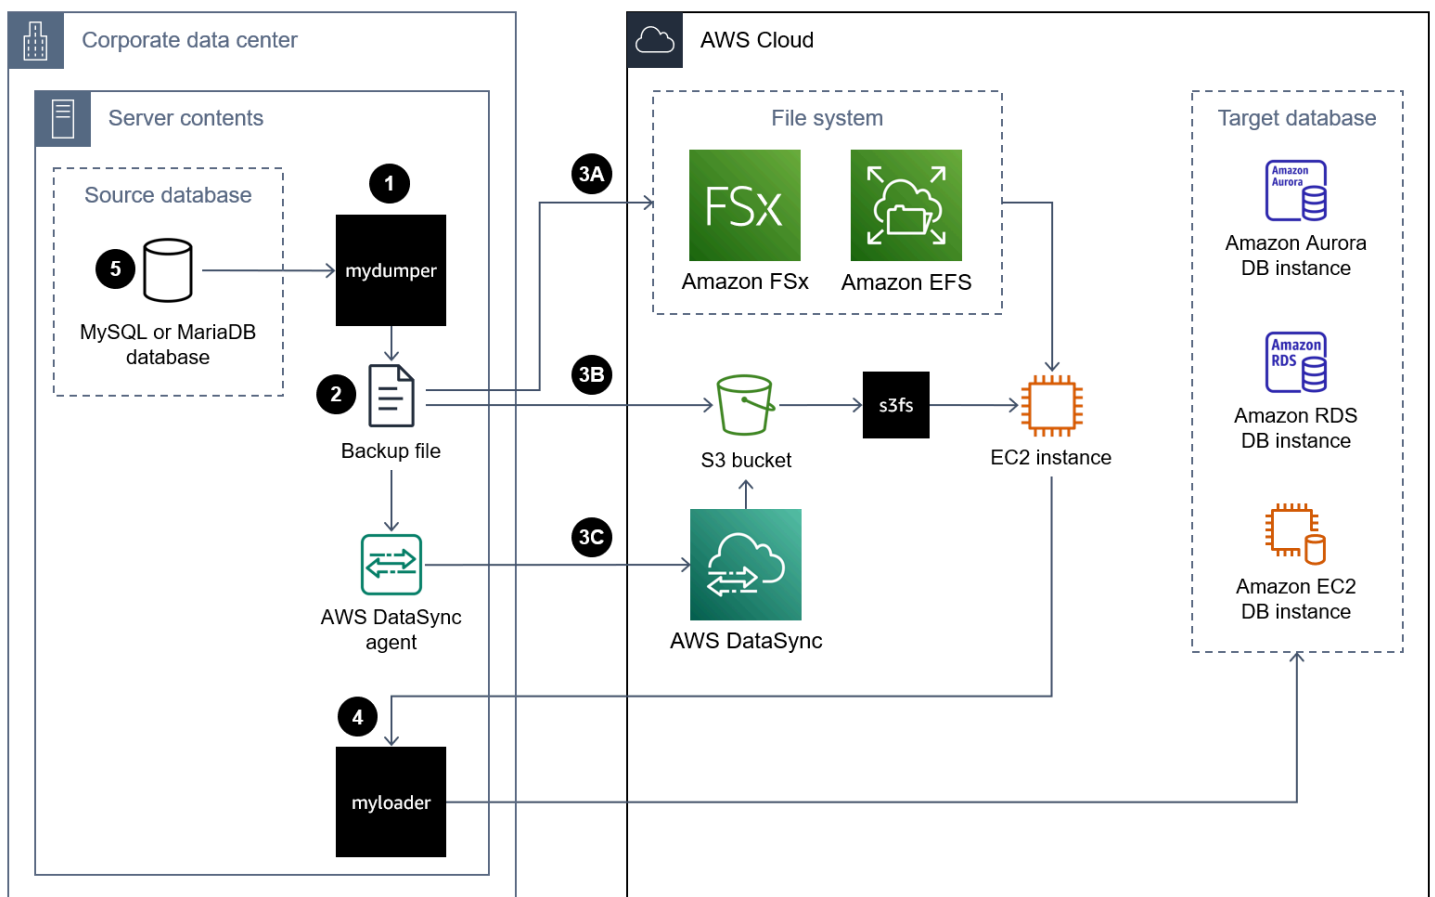 Corporate data center
AWS Cloud
Server contents
File system
Target database
Source database
1
3A
FSx
Amazon
Aurora
Amazon Aurora
DB instance
5
mydumper
Amazon FSx
Amazon EFS
MySQL or MariaDB
database
Amazon
RDS
Amazon RDS
DB instance
2
3B
s3fs
Backup file
S3 bucket
EC2 instance
3C
AWS DataSync
agent
AWS DataSync
Amazon EC2
DB instance
4
myloader